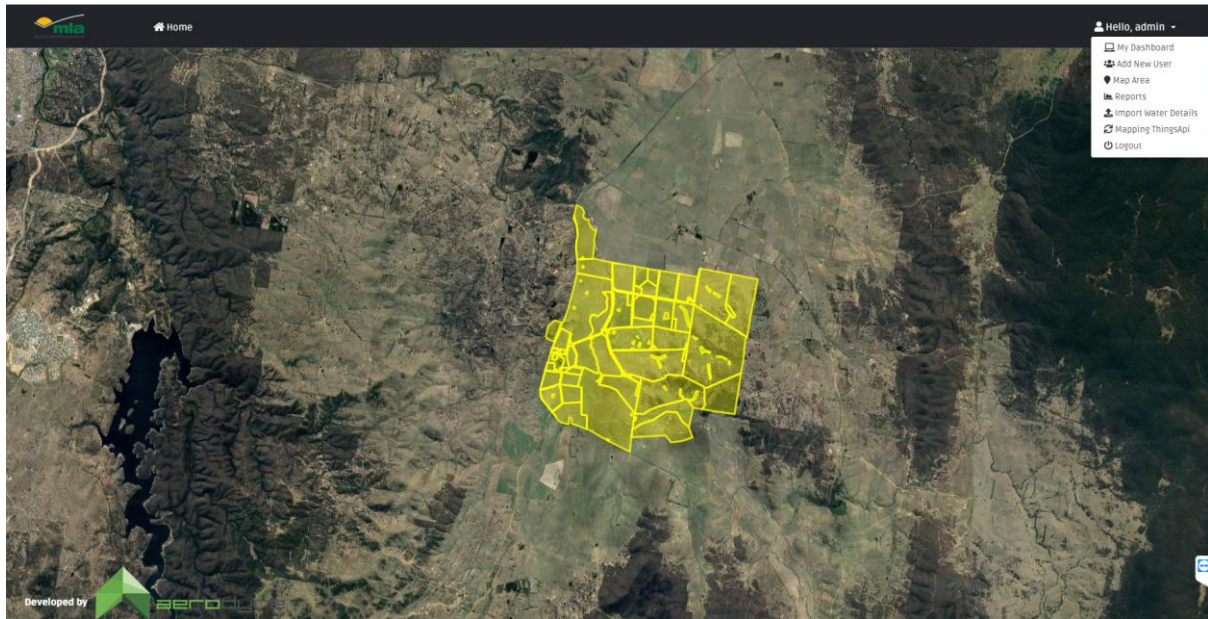 mla
Home
Hello, admin
My Dashboard
Add New User
Map Area
Reports
Import Water Details
Mapping ThingsApi
Logout
Developed by